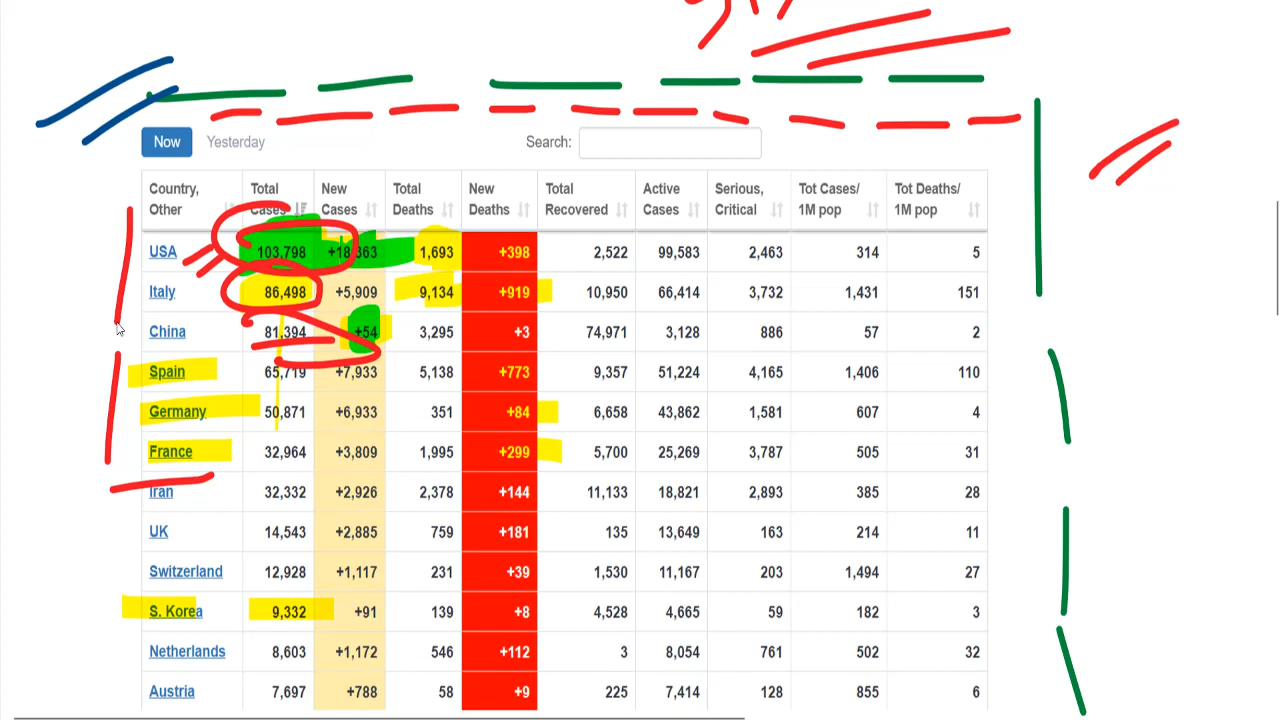 Now Yesterday Search:
Country, Other Total Cases New Cases Total Deaths New Deaths Total Recovered Active Cases Serious, Critical Tot Cases/ 1M pop Tot Deaths/ 1M pop
USA 103,798 +18,363 1,693 +398 2,522 99,583 2,463 314 5
Italy 86,498 +5,909 9,134 +919 10,950 66,414 3,732 1,431 151
China 81,394 +54 3,295 +3 74,971 3,128 886 57 2
Spain 65,719 +7,933 5,138 +773 9,357 51,224 4,165 1,406 110
Germany 50,871 +6,933 351 +84 6,658 43,862 1,581 607 4
France 32,964 +3,809 1,995 +299 5,700 25,269 3,787 505 31
Iran 32,332 +2,926 2,378 +144 11,133 18,821 2,893 385 28
UK 14,543 +2,885 759 +181 135 13,649 163 214 11
Switzerland 12,928 +1,117 231 +39 1,530 11,167 203 1,494 27
S. Korea 9,332 +91 139 +8 4,528 4,665 59 182 3
Netherlands 8,603 +1,172 546 +112 3 8,054 761 502 32
Austria 7,697 +788 58 +9 225 7,414 128 855 6